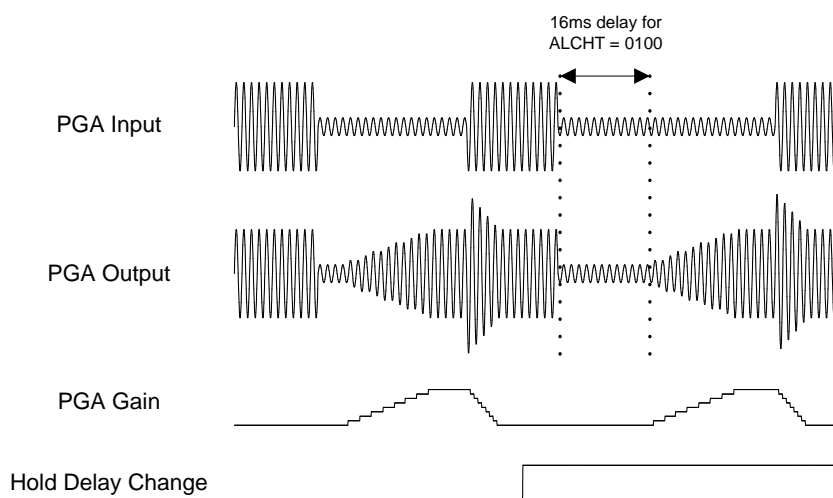 16ms delay for
ALCHT = 0100
PGA Input
PGA Output
PGA Gain
Hold Delay Change